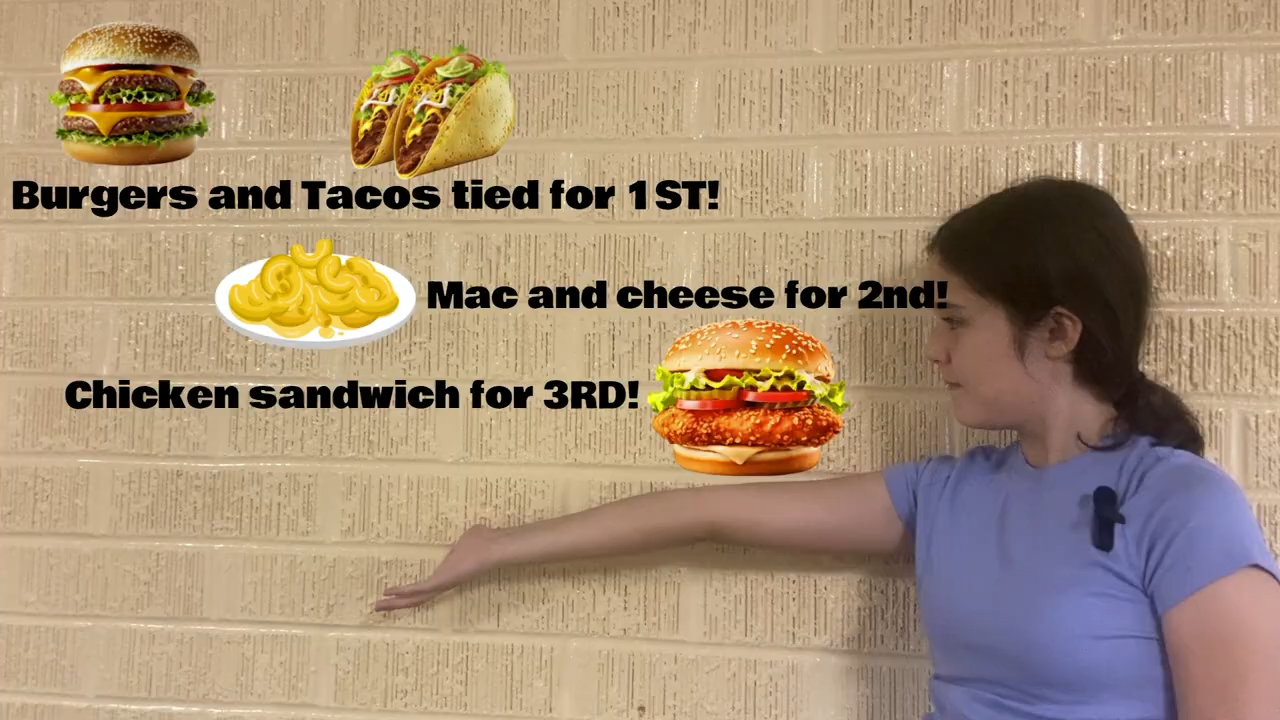 Burgers and Tacos tied for 1ST!
Mac and cheese for 2nd!
Chicken sandwich for 3RD!